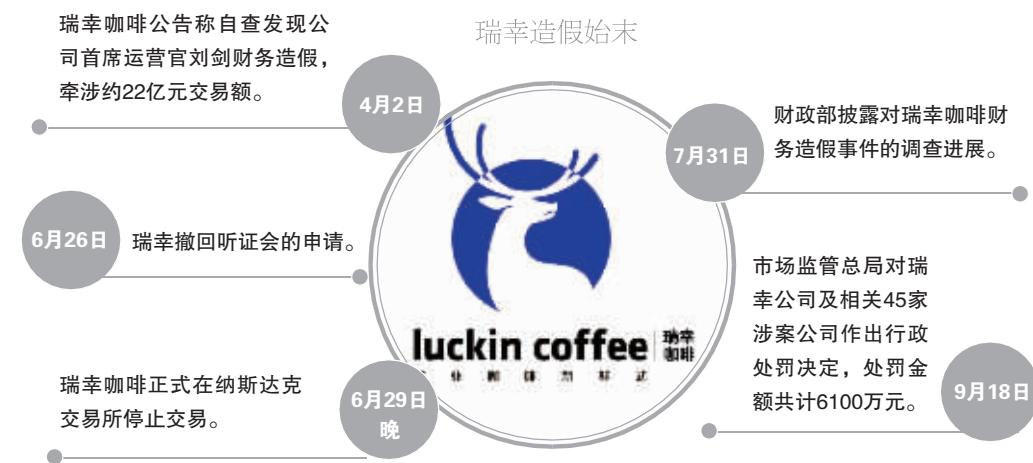 瑞幸造假始末
瑞幸咖啡公告称自查发现公
司首席运营官刘剑财务造假，
牵涉约22亿元交易额。
4月2日
6月26日
瑞幸撤回听证会的申请。
瑞幸咖啡正式在纳斯达克
交易所停止交易。
6月29日
晚
luckin coffee
瑞幸
咖啡
7月31日
财政部披露对瑞幸咖啡财
务造假事件的调查进展。
市场监管总局对瑞
幸公司及相关45家
涉案公司作出行政
处罚决定，处罚金
额共计6100万元。
9月18日